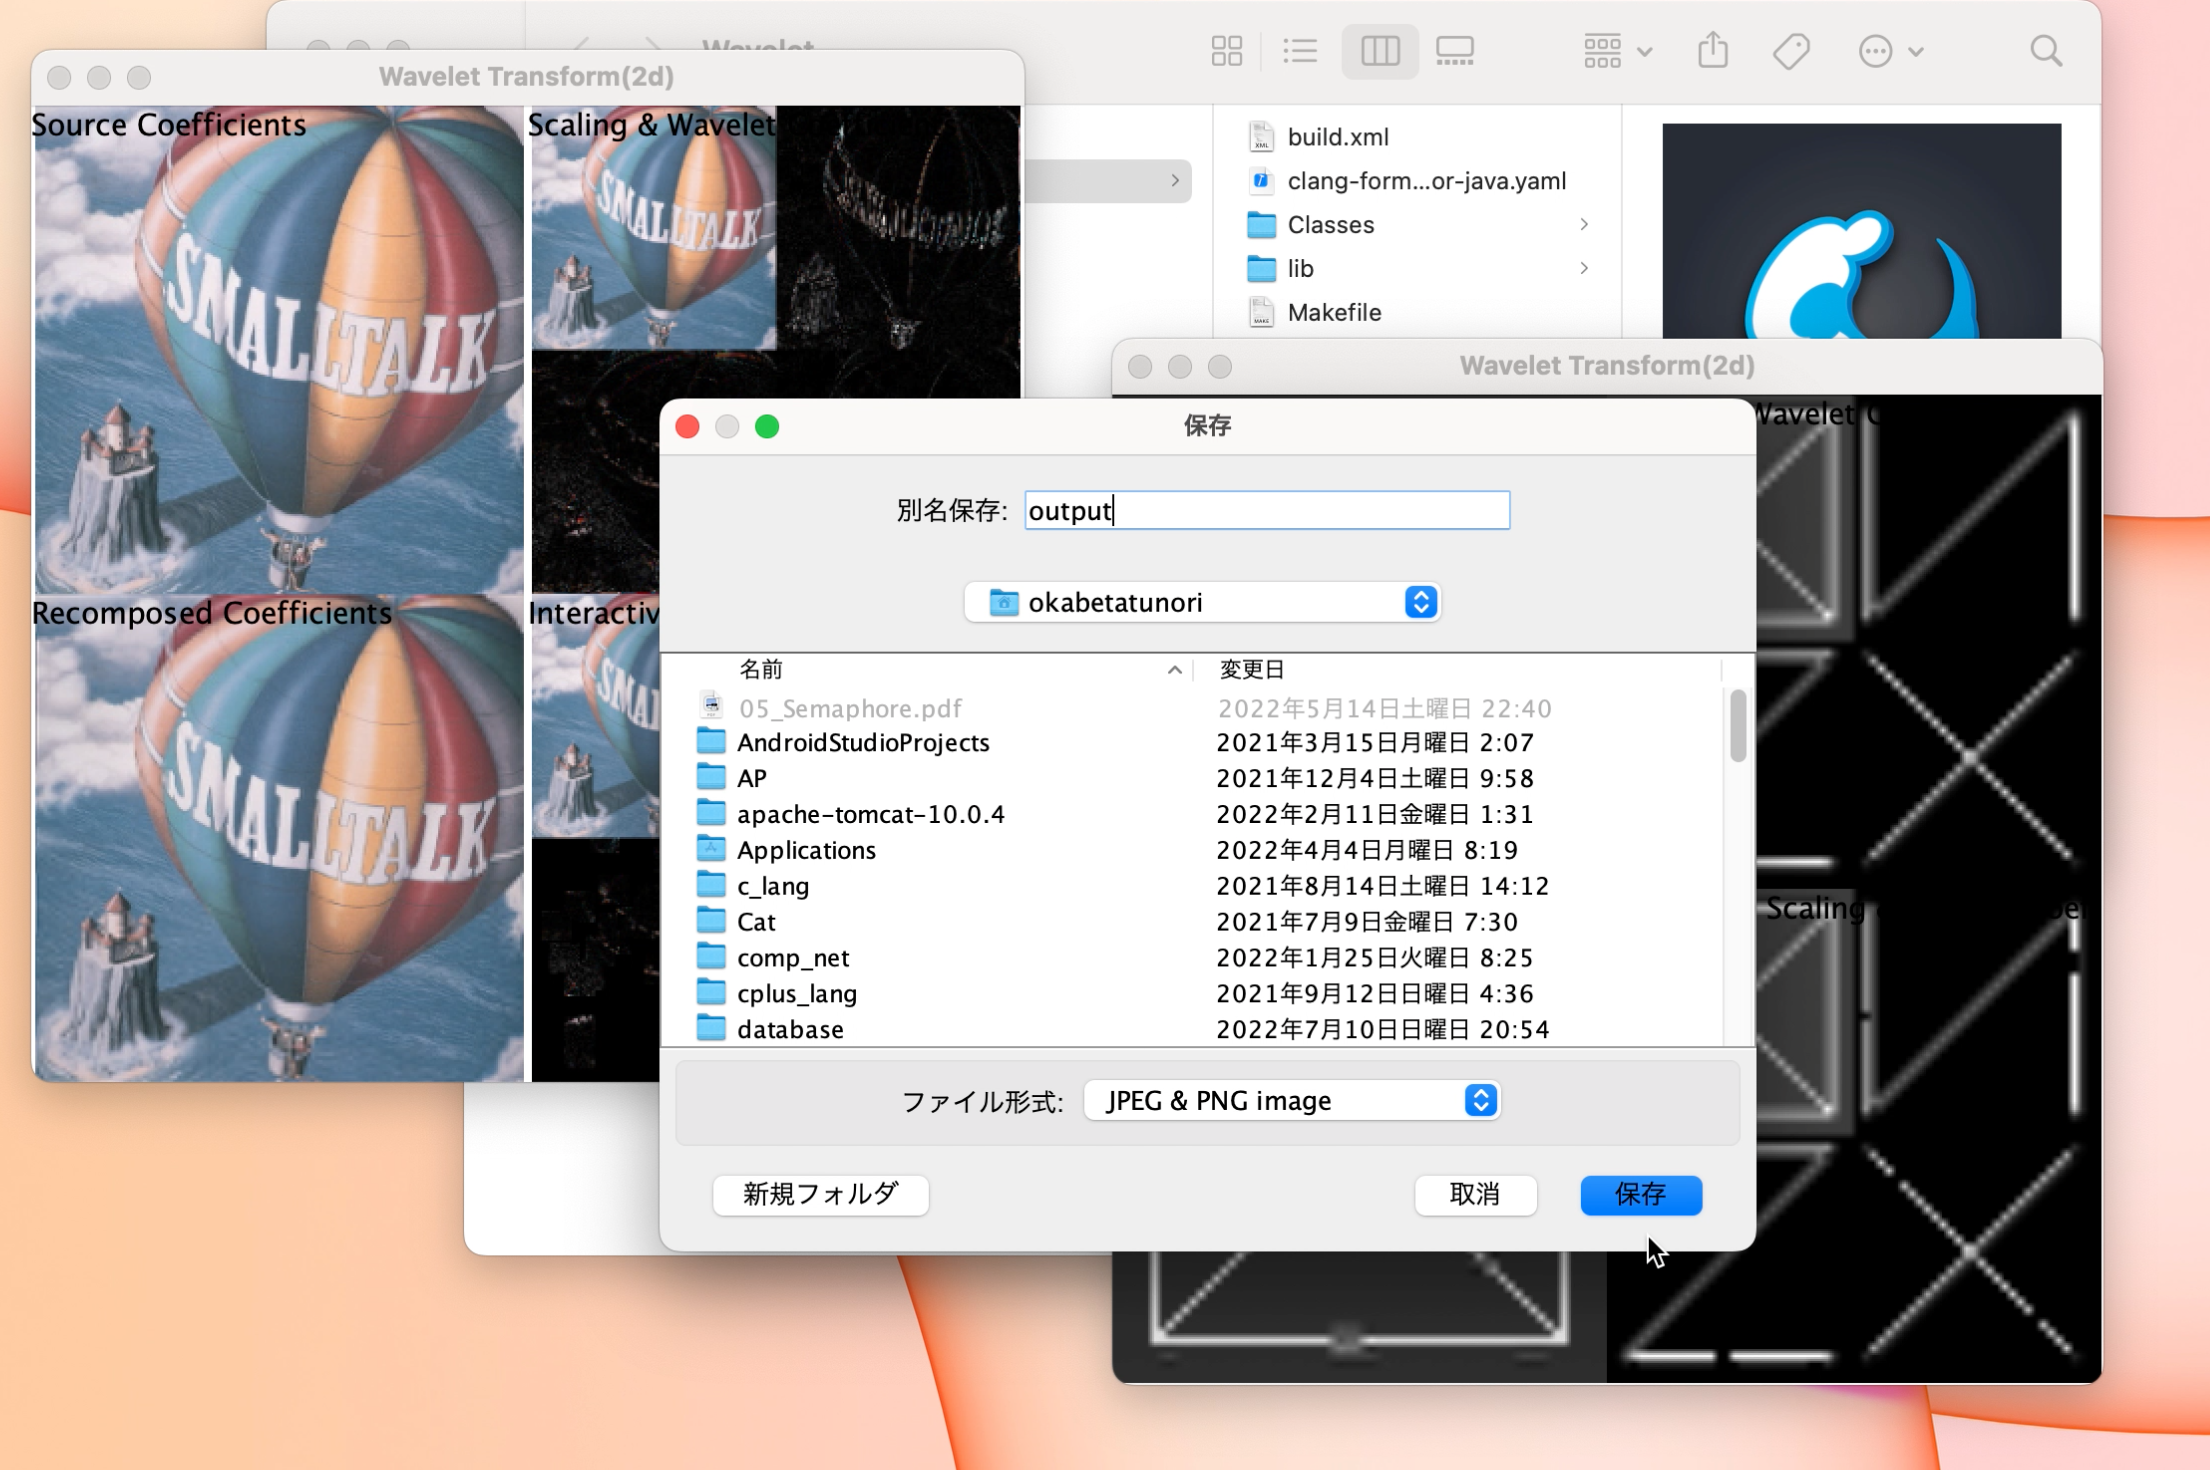 Wavelet
Wavelet Transform(2d)
Source Coefficients
Scaling & Wavelet
SMALLTALK
SMALLTALK
Recomposed Coefficients
Interactiv
SMALLTALK
build.xml
clang-form...or-java.yaml
Classes
lib
Makefile
Wavelet Transform(2d)
Wavelet C
Scaling
保存
別名保存: output
okabetatunori
名前 変更日
05_Semaphore.pdf 2022年5月14日土曜日 22:40
AndroidStudioProjects 2021年3月15日月曜日 2:07
AP 2021年12月4日土曜日 9:58
apache-tomcat-10.0.4 2022年2月11日金曜日 1:31
Applications 2022年4月4日月曜日 8:19
c_lang 2021年8月14日土曜日 14:12
Cat 2021年7月9日金曜日 7:30
comp_net 2022年1月25日火曜日 8:25
cplus_lang 2021年9月12日日曜日 4:36
database 2022年7月10日日曜日 20:54
ファイル形式: JPEG & PNG image
新規フォルダ 取消 保存